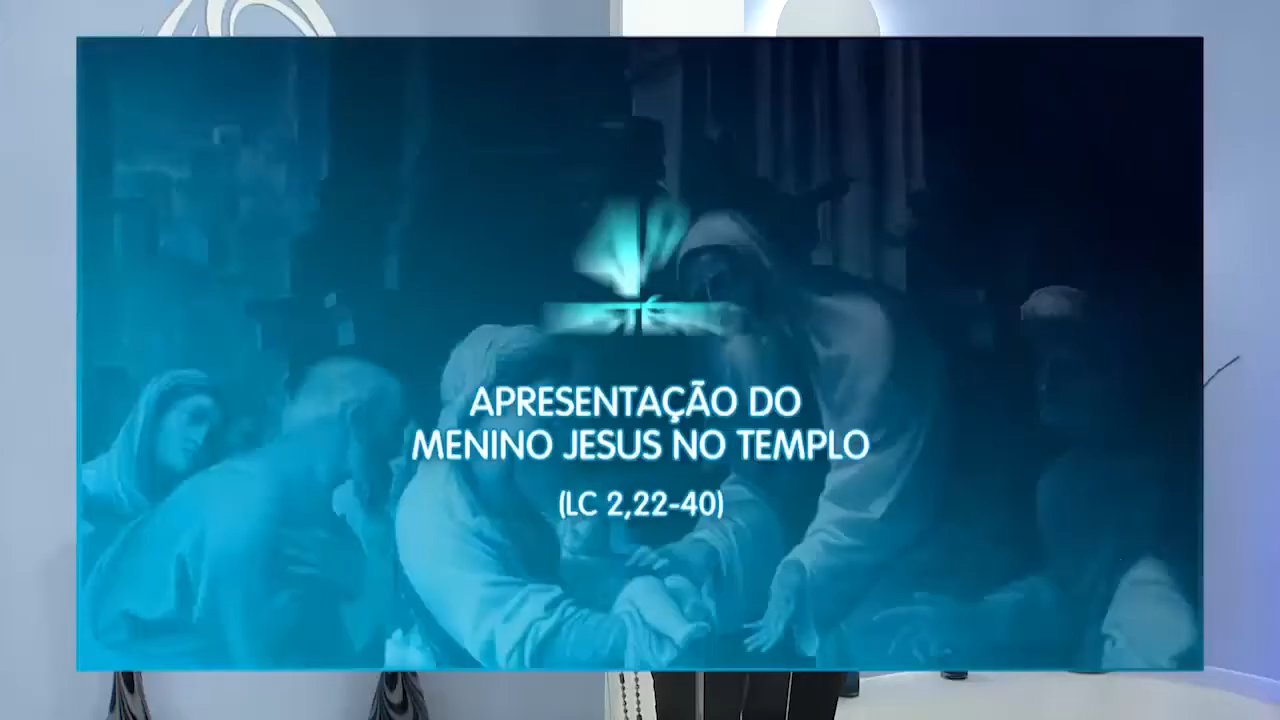 APRESENTAÇÃO DO
MENINO JESUS NO TEMPLO
(LC 2,22-40)